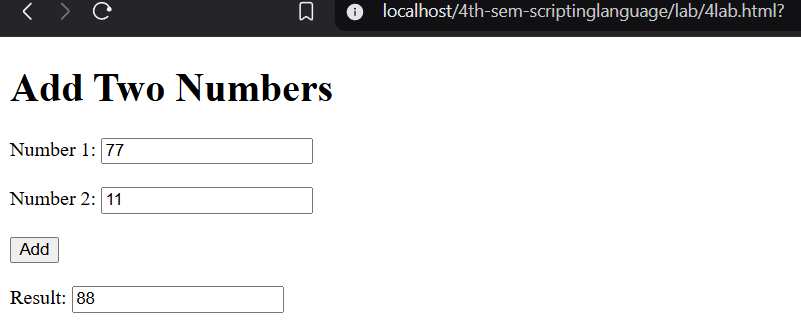 localhost/4th-sem-scriptinglanguage/lab/4lab.html?
Add Two Numbers
Number 1: 77
Number 2: 11
Add
Result: 88